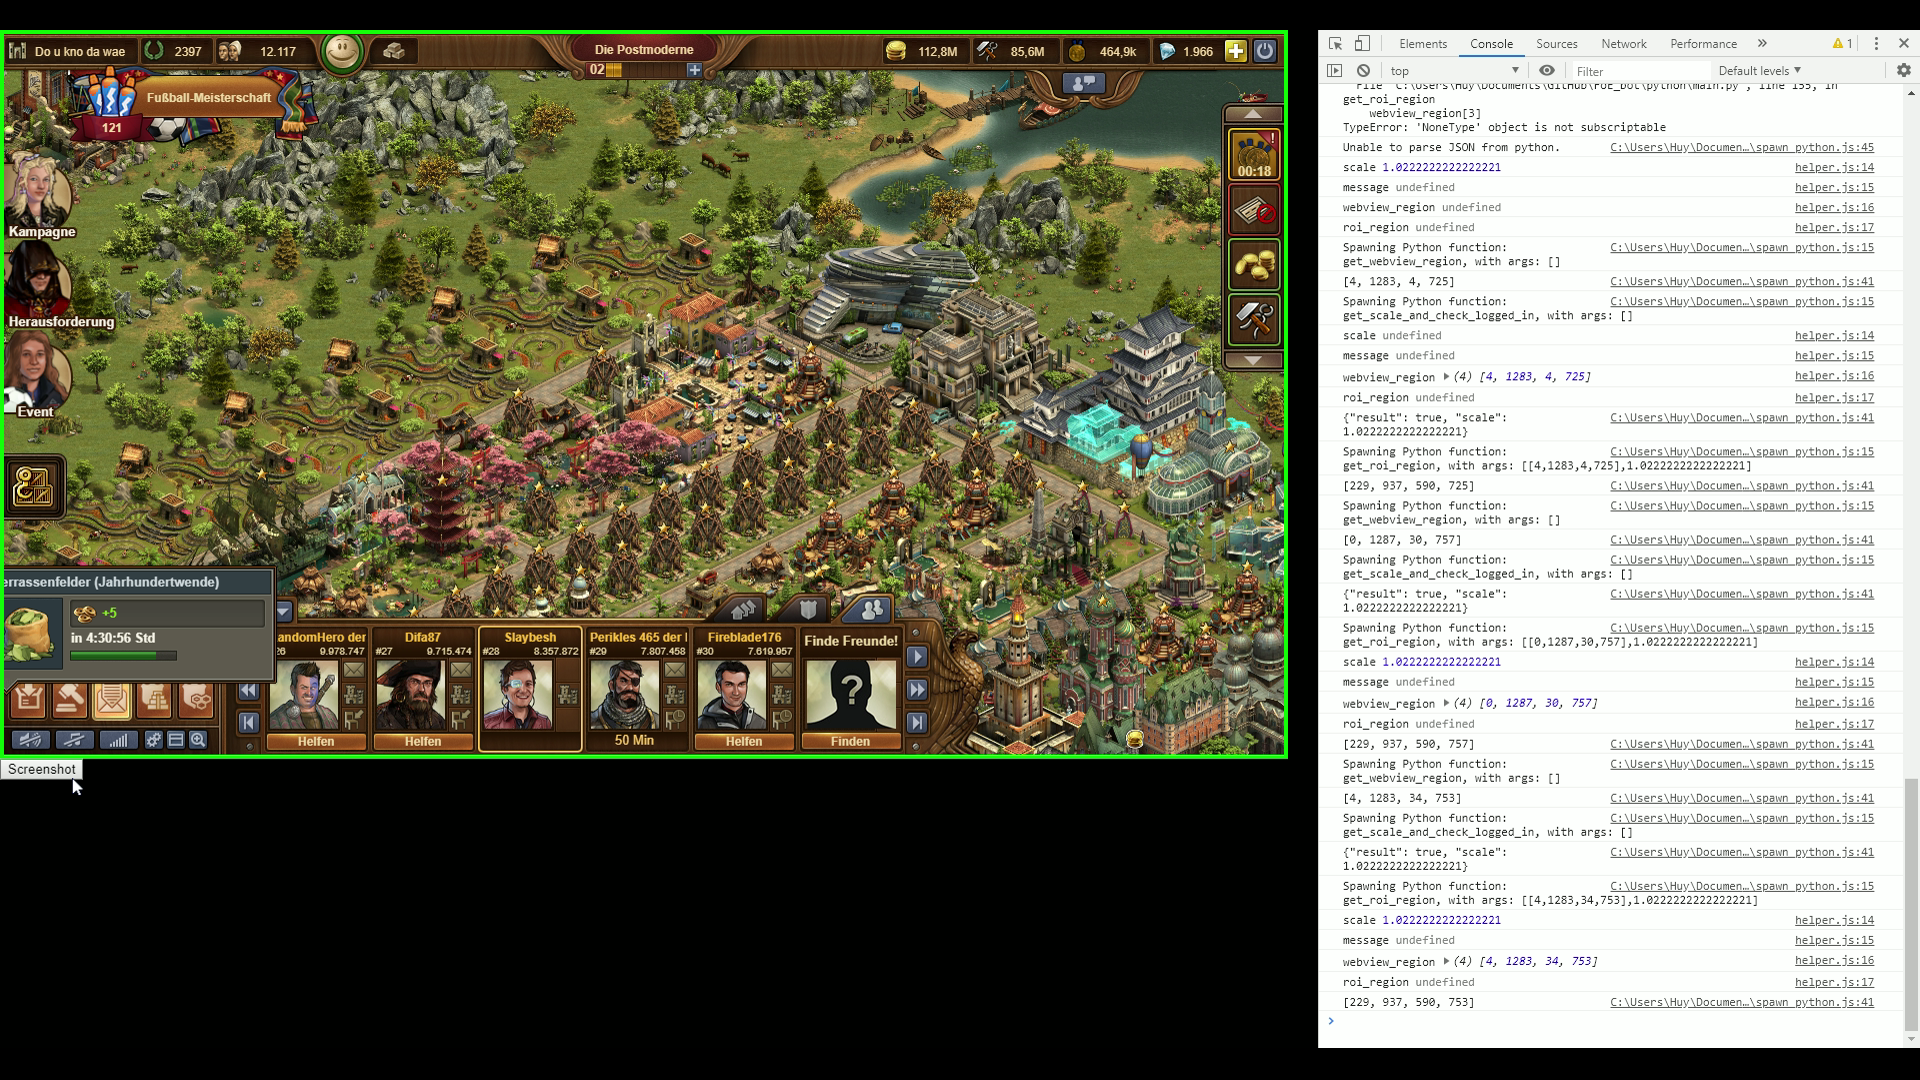 Do u kno da wae
2397
12.117
Die Postmoderne
02
112,8M
85,6M
464,9k
1.966
Fußball-Meisterschaft
121
Kampagne
Herausforderung
Event
00:18
errassenfelder (Jahrhundertwende)
+5
in 4:30:56 Std
andomHero der
26 9.978.747
Helfen
Difa87
#27 9.715.474
Helfen
Slaybesh
#28 8.357.872
Perikles 465 der
#29 7.807.458
50 Min
Fireblade176
#30 7.619.957
Helfen
Finde Freunde!
?
Finden
Screenshot
Elements Console Sources Network Performance » 1
top Filter Default levels
File "C:\Users\Huy\Documents\GitHub\FoE_bot\python\main.py", line 155, in
get_roi_region
webview_region[3]
TypeError: 'NoneType' object is not subscriptable
Unable to parse JSON from python. C:\Users\Huy\Documen…\spawn_python.js:45
scale 1.0222222222222221 helper.js:14
message undefined helper.js:15
webview_region undefined helper.js:16
roi_region undefined helper.js:17
Spawning Python function: C:\Users\Huy\Documen…\spawn_python.js:15
get_webview_region, with args: []
[4, 1283, 4, 725] C:\Users\Huy\Documen…\spawn_python.js:41
Spawning Python function: C:\Users\Huy\Documen…\spawn_python.js:15
get_scale_and_check_logged_in, with args: []
scale undefined helper.js:14
message undefined helper.js:15
webview_region ▶(4) [4, 1283, 4, 725] helper.js:16
roi_region undefined helper.js:17
{"result": true, "scale": C:\Users\Huy\Documen…\spawn_python.js:41
1.0222222222222221}
Spawning Python function: C:\Users\Huy\Documen…\spawn_python.js:15
get_roi_region, with args: [[4,1283,4,725],1.0222222222222221]
[229, 937, 590, 725] C:\Users\Huy\Documen…\spawn_python.js:41
Spawning Python function: C:\Users\Huy\Documen…\spawn_python.js:15
get_webview_region, with args: []
[0, 1287, 30, 757] C:\Users\Huy\Documen…\spawn_python.js:41
Spawning Python function: C:\Users\Huy\Documen…\spawn_python.js:15
get_scale_and_check_logged_in, with args: []
{"result": true, "scale": C:\Users\Huy\Documen…\spawn_python.js:41
1.0222222222222221}
Spawning Python function: C:\Users\Huy\Documen…\spawn_python.js:15
get_roi_region, with args: [[0,1287,30,757],1.0222222222222221]
scale 1.0222222222222221 helper.js:14
message undefined helper.js:15
webview_region ▶(4) [0, 1287, 30, 757] helper.js:16
roi_region undefined helper.js:17
[229, 937, 590, 757] C:\Users\Huy\Documen…\spawn_python.js:41
Spawning Python function: C:\Users\Huy\Documen…\spawn_python.js:15
get_webview_region, with args: []
[4, 1283, 34, 753] C:\Users\Huy\Documen…\spawn_python.js:41
Spawning Python function: C:\Users\Huy\Documen…\spawn_python.js:15
get_scale_and_check_logged_in, with args: []
{"result": true, "scale": C:\Users\Huy\Documen…\spawn_python.js:41
1.0222222222222221}
Spawning Python function: C:\Users\Huy\Documen…\spawn_python.js:15
get_roi_region, with args: [[4,1283,34,753],1.0222222222222221]
scale 1.0222222222222221 helper.js:14
message undefined helper.js:15
webview_region ▶(4) [4, 1283, 34, 753] helper.js:16
roi_region undefined helper.js:17
[229, 937, 590, 753] C:\Users\Huy\Documen…\spawn_python.js:41